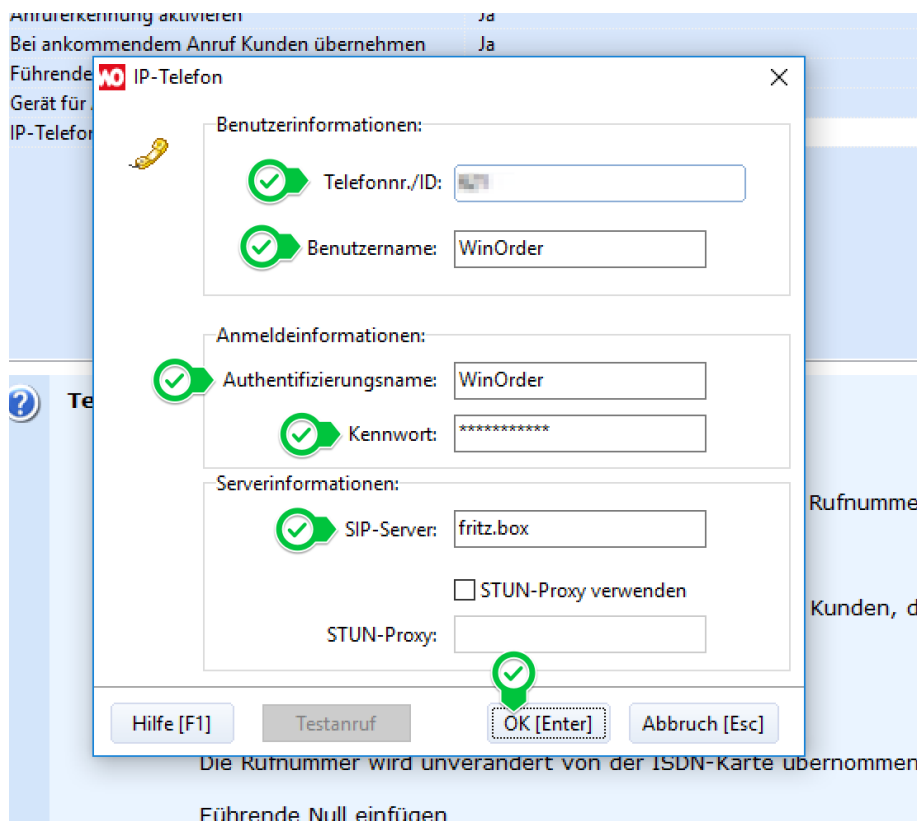 Anruferkennung aktivieren Ja
Bei ankommendem Anruf Kunden übernehmen Ja
Führende
Gerät für
IP-Telefon
WO IP-Telefon
Benutzerinformationen:
Telefonnr./ID:
Benutzername: WinOrder
Anmeldeinformationen:
Authentifizierungsname: WinOrder
Te
Kennwort: ***********
Serverinformationen:
Rufnumme
SIP-Server: fritz.box
STUN-Proxy verwenden
Kunden, d
STUN-Proxy:
Hilfe [F1] Testanruf OK [Enter] Abbruch [Esc]
Die Rufnummer wird unverändert von der ISDN-Karte übernommen
Führende Null einfügen